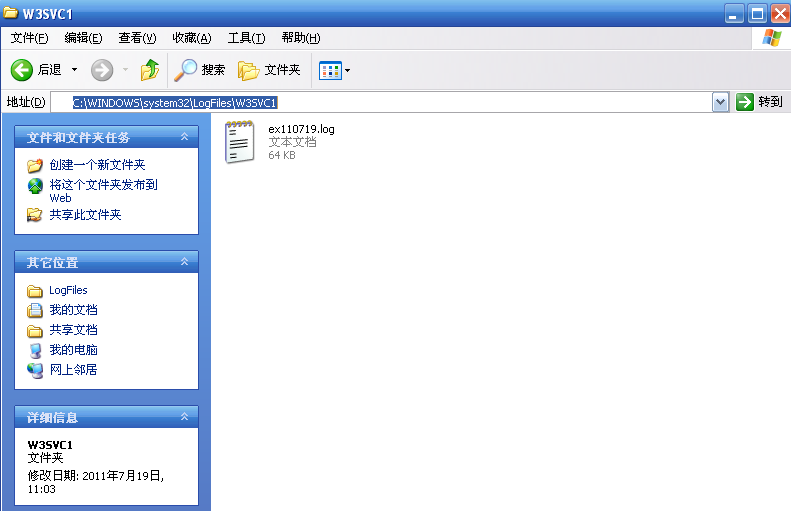 W3SVC1
文件(F) 编辑(E) 查看(V) 收藏(A) 工具(T) 帮助(H)
后退 搜索 文件夹
地址(D) C:\WINDOWS\system32\LogFiles\W3SVC1 转到
文件和文件夹任务
创建一个新文件夹
将这个文件夹发布到
Web
共享此文件夹
其它位置
LogFiles
我的文档
共享文档
我的电脑
网上邻居
详细信息
W3SVC1
文件夹
修改日期: 2011年7月19日,
11:03
ex110719.log
文本文档
64 KB